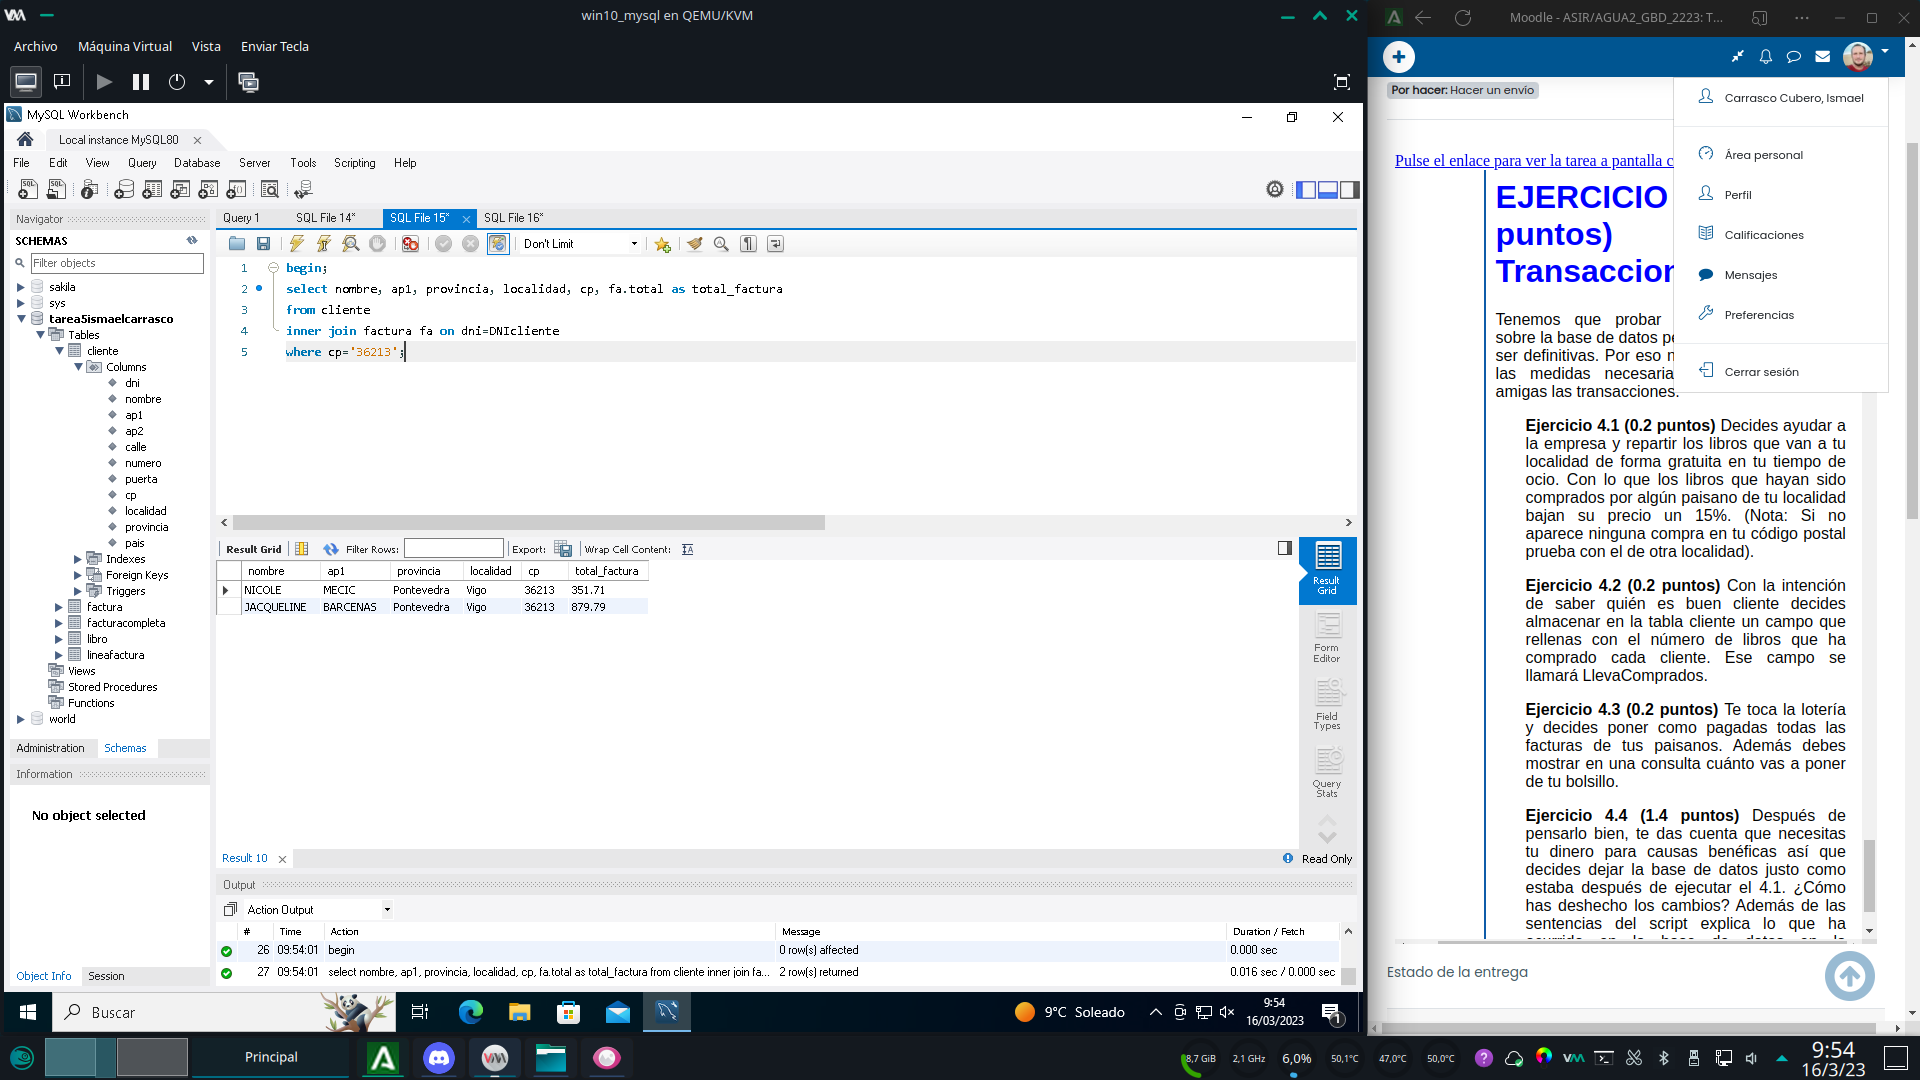 win10_mysql en QEMU/KVM
Archivo Máquina Virtual Vista Enviar Tecla
MySQL Workbench
Local instance MySQL80
File Edit View Query Database Server Tools Scripting Help
Navigator
SCHEMAS
Filter objects
sakila
sys
tarea5ismaelcarrasco
Tables
cliente
Columns
dni
nombre
ap1
ap2
calle
numero
puerta
cp
localidad
provincia
pais
Indexes
Foreign Keys
Triggers
factura
facturacompleta
libro
lineafactura
Views
Stored Procedures
Functions
world
Administration Schemas
Information
No object selected
Object Info Session
Query 1 SQL File 14* SQL File 15* SQL File 16*
Don't Limit
1 begin;
2 select nombre, ap1, provincia, localidad, cp, fa.total as total_factura
3 from cliente
4 inner join factura fa on dni=DNIcliente
5 where cp='36213';
Result Grid Filter Rows: Export: Wrap Cell Content:
nombre ap1 provincia localidad cp total_factura
NICOLE MECIC Pontevedra Vigo 36213 351.71
JACQUELINE BARCENAS Pontevedra Vigo 36213 879.79
Result Grid
Form Editor
Field Types
Query Stats
Result 10
Read Only
Output
Action Output
# Time Action Message Duration / Fetch
26 09:54:01 begin 0 row(s) affected 0.000 sec
27 09:54:01 select nombre, ap1, provincia, localidad, cp, fa.total as total_factura from cliente inner join fa... 2 row(s) returned 0.016 sec / 0.000 sec
Buscar
9°C Soleado
9:54
16/03/2023
1
Moodle - ASIR/AGUA2_GBD_2223: T...
Por hacer: Hacer un envío
Carrasco Cubero, Ismael
Área personal
Perfil
Calificaciones
Mensajes
Preferencias
Cerrar sesión
Pulse el enlace para ver la tarea a pantalla c
EJERCICIO
puntos)
Transaccion
Tenemos que probar
sobre la base de datos pe
ser definitivas. Por eso n
las medidas necesaria
amigas las transacciones.
Ejercicio 4.1 (0.2 puntos) Decides ayudar a
la empresa y repartir los libros que van a tu
localidad de forma gratuita en tu tiempo de
ocio. Con lo que los libros que hayan sido
comprados por algún paisano de tu localidad
bajan su precio un 15%. (Nota: Si no
aparece ninguna compra en tu código postal
prueba con el de otra localidad).
Ejercicio 4.2 (0.2 puntos) Con la intención
de saber quién es buen cliente decides
almacenar en la tabla cliente un campo que
rellenas con el número de libros que ha
comprado cada cliente. Ese campo se
llamará LlevaComprados.
Ejercicio 4.3 (0.2 puntos) Te toca la lotería
y decides poner como pagadas todas las
facturas de tus paisanos. Además debes
mostrar en una consulta cuánto vas a poner
de tu bolsillo.
Ejercicio 4.4 (1.4 puntos) Después de
pensarlo bien, te das cuenta que necesitas
tu dinero para causas benéficas así que
decides dejar la base de datos justo como
estaba después de ejecutar el 4.1. ¿Cómo
has deshecho los cambios? Además de las
sentencias del script explica lo que ha
Estado de la entrega
Principal
8,7 GiB 2,1 GHz 6,0% 50,1°C 47,0°C 50,0°C
9:54
16/3/23